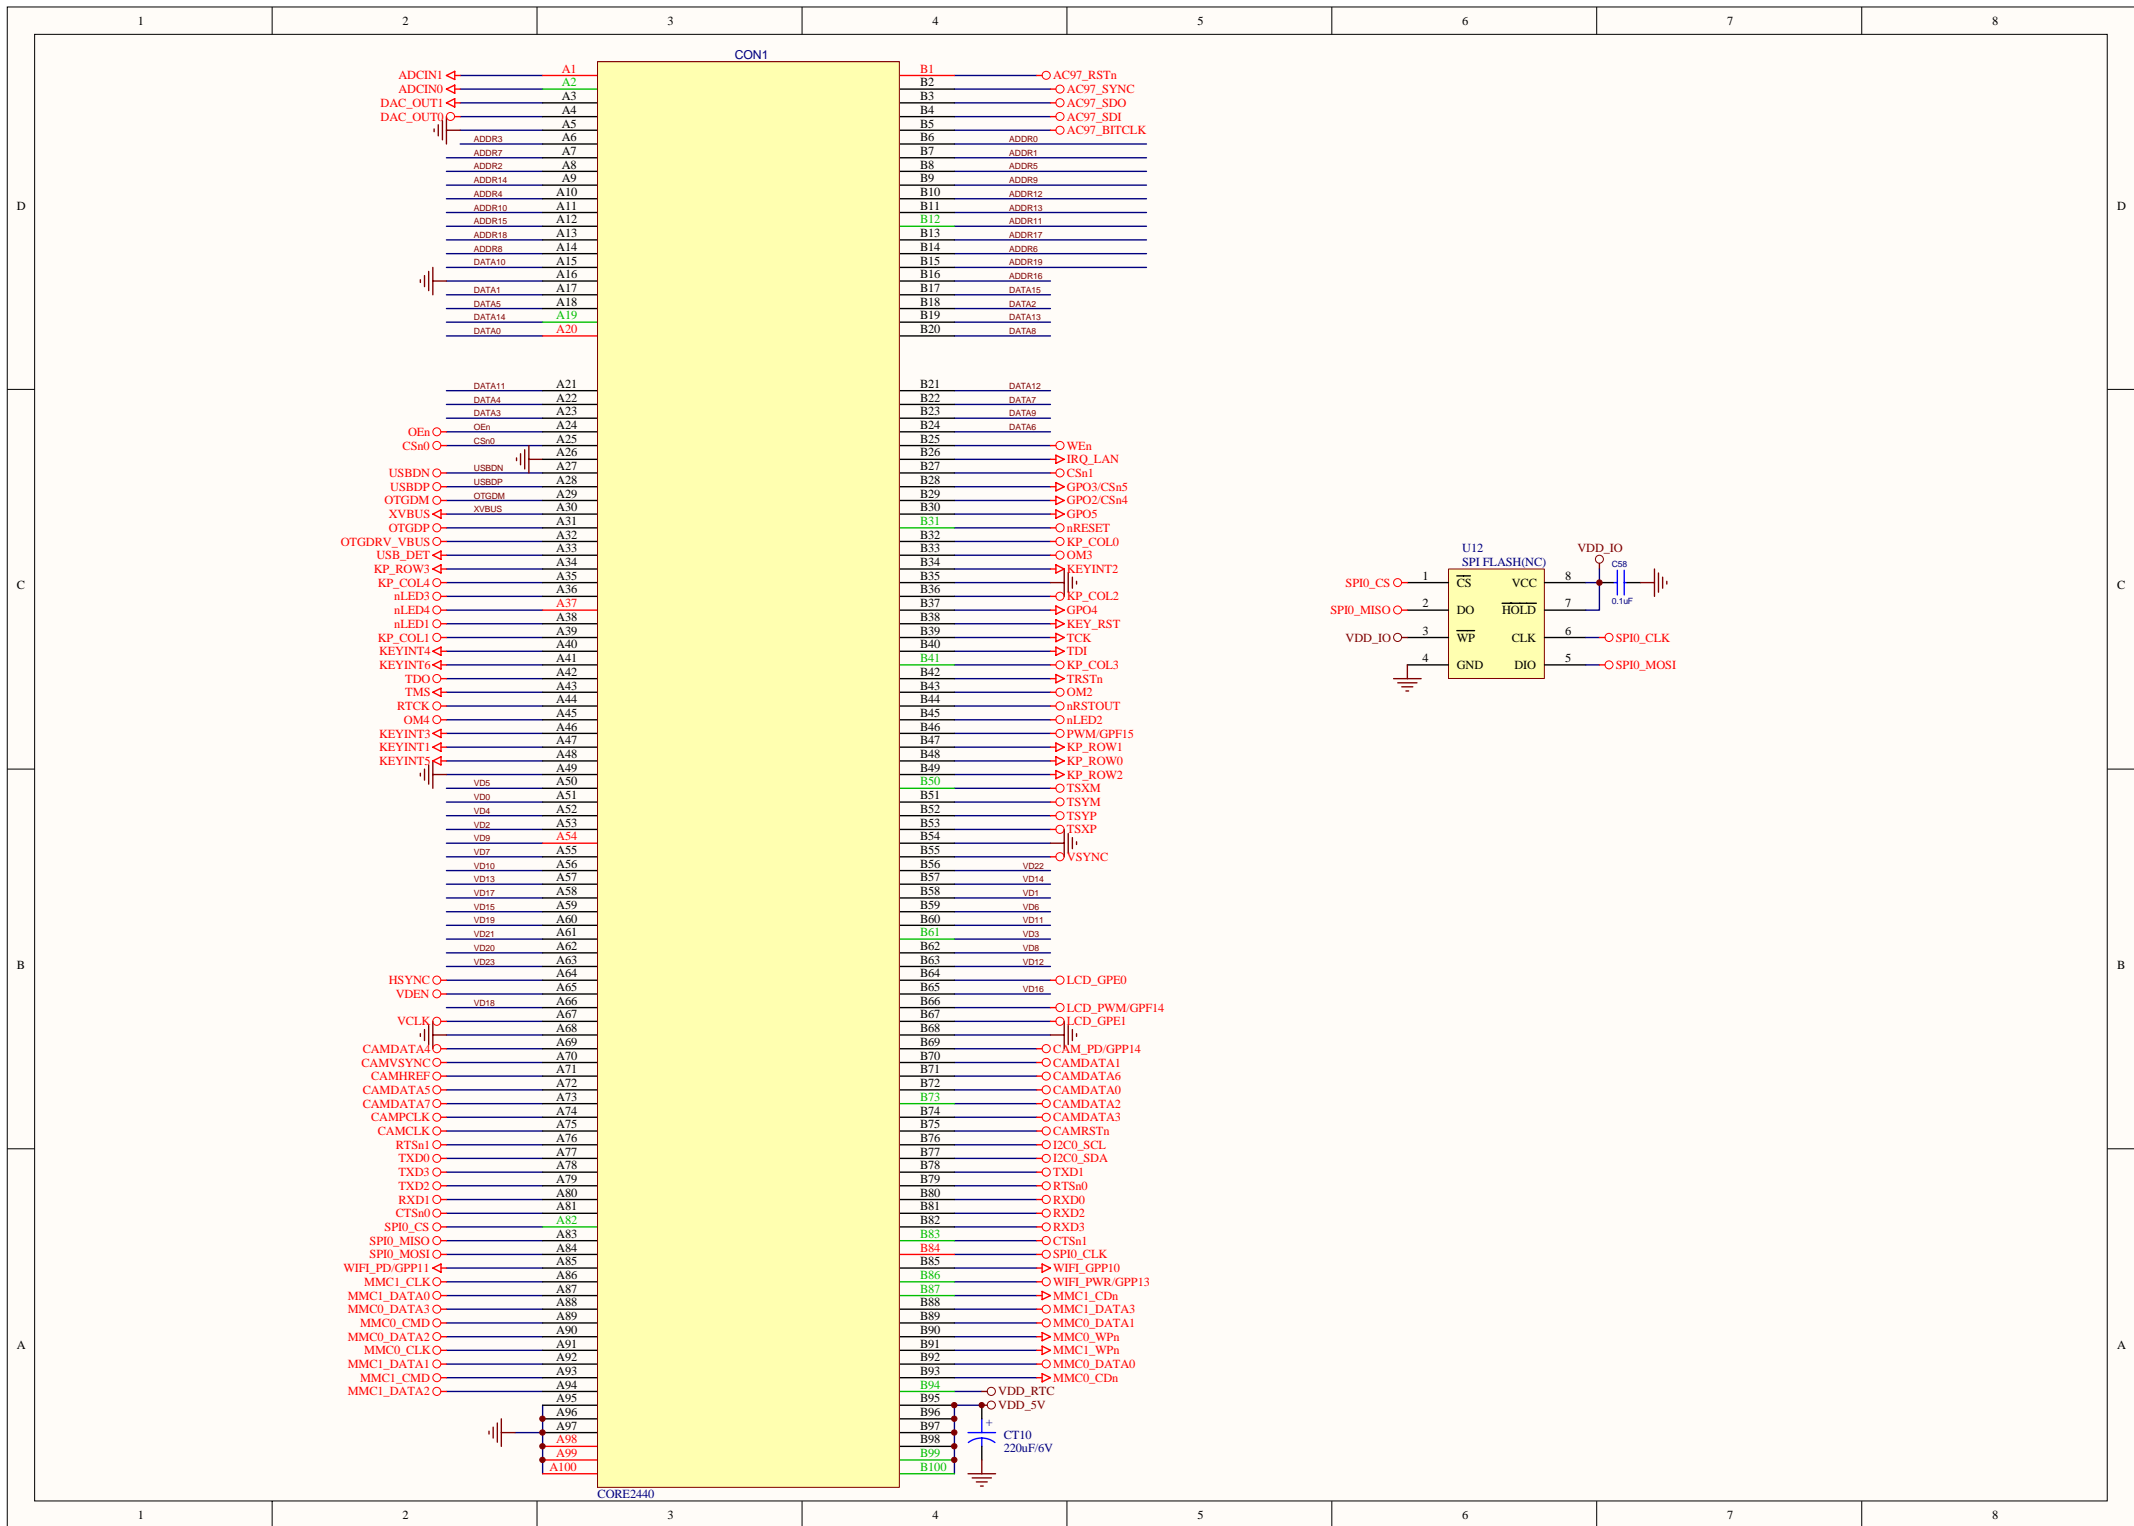 1 2 3 4 5 6 7 8
CON1
ADCIN1 A1 B1 AC97_RSTn
ADCIN0 A2 B2 AC97_SYNC
DAC_OUT1 A3 B3 AC97_SDO
DAC_OUT0 A4 B4 AC97_SDI
A5 B5 AC97_BITCLK
ADDR3 A6 B6 ADDR0
ADDR7 A7 B7 ADDR1
ADDR2 A8 B8 ADDR5
ADDR14 A9 B9 ADDR9
ADDR4 A10 B10 ADDR12
D ADDR10 A11 B11 ADDR13 D
ADDR15 A12 B12 ADDR11
ADDR18 A13 B13 ADDR17
ADDR8 A14 B14 ADDR6
DATA10 A15 B15 ADDR19
A16 B16 ADDR16
DATA1 A17 B17 DATA15
DATA5 A18 B18 DATA2
DATA14 A19 B19 DATA13
DATA0 A20 B20 DATA8
DATA11 A21 B21 DATA12
DATA4 A22 B22 DATA7
DATA3 A23 B23 DATA9
OEn OEn A24 B24 DATA6
CSn0 CSn0 A25 B25 WEn
A26 B26 IRQ_LAN
USBDN USBDN A27 B27 CSn1
USBDP USBDP A28 B28 GPO3/CSn5
OTGDM OTGDM A29 B29 GPO2/CSn4
XVBUS XVBUS A30 B30 GPO5
OTGDP A31 B31 nRESET
OTGDRV_VBUS A32 B32 KP_COL0
USB_DET A33 B33 OM3
KP_ROW3 A34 B34 KEYINT2
KP_COL4 A35 B35
nLED3 A36 B36 KP_COL2
nLED4 A37 B37 GPO4
nLED1 A38 B38 KEY_RST
KP_COL1 A39 B39 TCK
KEYINT4 A40 B40 TDI
KEYINT6 A41 B41 KP_COL3
TDO A42 B42 TRSTn
TMS A43 B43 OM2
RTCK A44 B44 nRSTOUT
OM4 A45 B45 nLED2
KEYINT3 A46 B46 PWM/GPF15
KEYINT1 A47 B47 KP_ROW1
KEYINT5 A48 B48 KP_ROW0
A49 B49 KP_ROW2
U12 VDD_IO
SPI FLASH(NC)
C58
C SPI0_CS 1 CS VCC 8 C
0.1uF
SPI0_MISO 2 DO HOLD 7
VDD_IO 3 WP CLK 6 SPI0_CLK
4 GND DIO 5 SPI0_MOSI
VD5 A50 B50 TSXM
VD0 A51 B51 TSYM
VD4 A52 B52 TSYP
VD2 A53 B53 TSXP
VD9 A54 B54
VD7 A55 B55 VSYNC
VD10 A56 B56 VD22
VD13 A57 B57 VD14
VD17 A58 B58 VD1
VD15 A59 B59 VD6
VD19 A60 B60 VD11
VD21 A61 B61 VD3
VD20 A62 B62 VD8
B VD23 A63 B63 VD12 B
HSYNC A64 B64 LCD_GPE0
VDEN A65 B65 VD16
VD18 A66 B66 LCD_PWM/GPF14
VCLK A67 B67 LCD_GPE1
A68 B68
CAMDATA4 A69 B69 CAM_PD/GPP14
CAMVSYNC A70 B70 CAMDATA1
CAMHREF A71 B71 CAMDATA6
CAMDATA5 A72 B72 CAMDATA0
CAMDATA7 A73 B73 CAMDATA2
CAMPCLK A74 B74 CAMDATA3
CAMCLK A75 B75 CAMRSTn
RTSn1 A76 B76 I2C0_SCL
TXD0 A77 B77 I2C0_SDA
TXD3 A78 B78 TXD1
TXD2 A79 B79 RTSn0
RXD1 A80 B80 RXD0
CTSn0 A81 B81 RXD2
SPI0_CS A82 B82 RXD3
SPI0_MISO A83 B83 CTSn1
SPI0_MOSI A84 B84 SPI0_CLK
WIFI_PD/GPP11 A85 B85 WIFI_GPP10
MMC1_CLK A86 B86 WIFI_PWR/GPP13
MMC1_DATA0 A87 B87 MMC1_CDn
MMC0_DATA3 A88 B88 MMC1_DATA3
MMC0_CMD A89 B89 MMC0_DATA1
MMC0_DATA2 A90 B90 MMC0_WPn
A MMC0_CLK A91 B91 MMC1_WPn A
MMC1_DATA1 A92 B92 MMC0_DATA0
MMC1_CMD A93 B93 MMC0_CDn
MMC1_DATA2 A94 B94 VDD_RTC
A95 B95 VDD_5V
A96 B96
A97 B97 +
A98 B98 CT10
A99 B99 220uF/6V
A100 B100
CORE2440
1 2 3 4 5 6 7 8